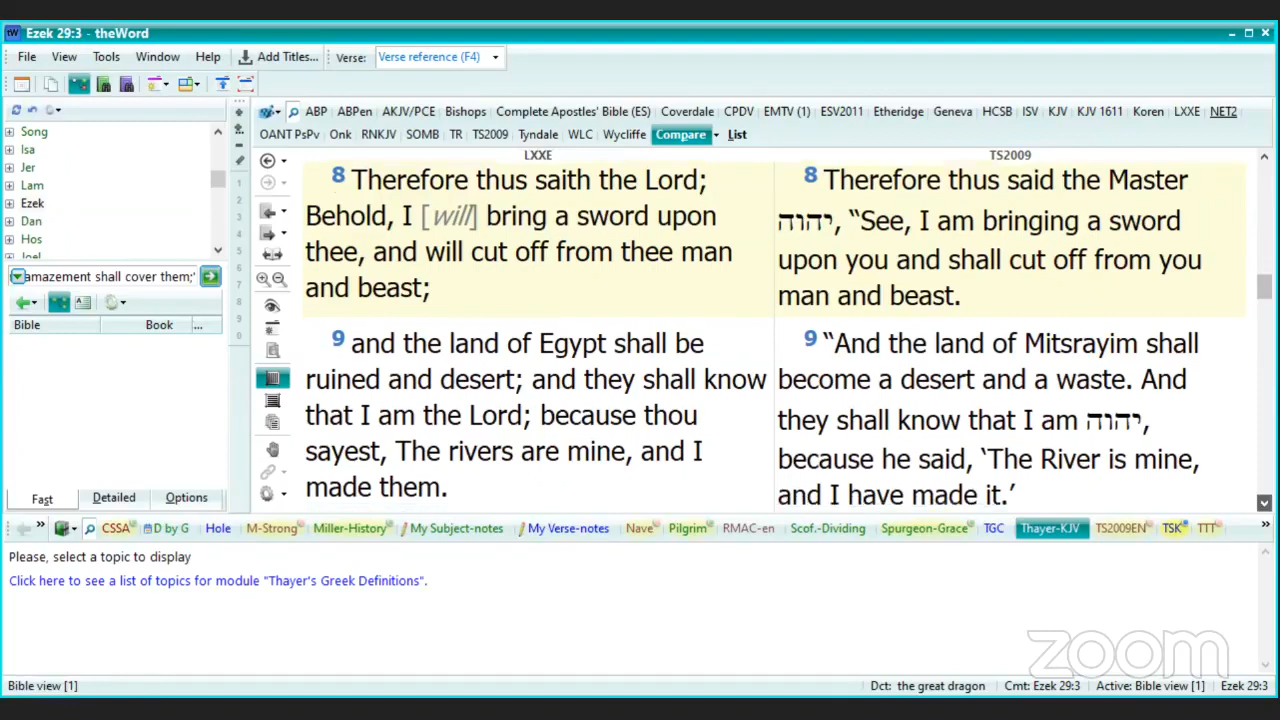 Ezek 29:3 - theWord
File View Tools Window Help Add Titles... Verse: Verse reference (F4)
ABP ABPen AKJV/PCE Bishops Complete Apostles' Bible (ES) Coverdale CPDV EMTV (1) ESV2011 Etheridge Geneva HCSB ISV KJV KJV 1611 Koren LXXE NET2
OANT PsPv Onk RNKJV SOMB TR TS2009 Tyndale WLC Wycliffe Compare List
Song
Isa
Jer
Lam
Ezek
Dan
Hos
Joel
amazement shall cover them;'
Bible Book ...
Fast Detailed Options
1
2
3
4
5
6
7
8
9
0
LXXE
8 Therefore thus saith the Lord;
Behold, I [will] bring a sword upon
thee, and will cut off from thee man
and beast;
9 and the land of Egypt shall be
ruined and desert; and they shall know
that I am the Lord; because thou
sayest, The rivers are mine, and I
made them.
TS2009
8 Therefore thus said the Master
יהוה, “See, I am bringing a sword
upon you and shall cut off from you
man and beast.
9 “And the land of Mitsrayim shall
become a desert and a waste. And
they shall know that I am יהוה,
because he said, ‘The River is mine,
and I have made it.’
CSSA D by G Hole M-Strong Miller-History My Subject-notes My Verse-notes Nave Pilgrim RMAC-en Scof.-Dividing Spurgeon-Grace TGC Thayer-KJV TS2009EN TSK TTT
Please, select a topic to display
Click here to see a list of topics for module "Thayer's Greek Definitions".
zoom
Bible view [1] Dct: the great dragon Cmt: Ezek 29:3 Active: Bible view [1] Ezek 29:3